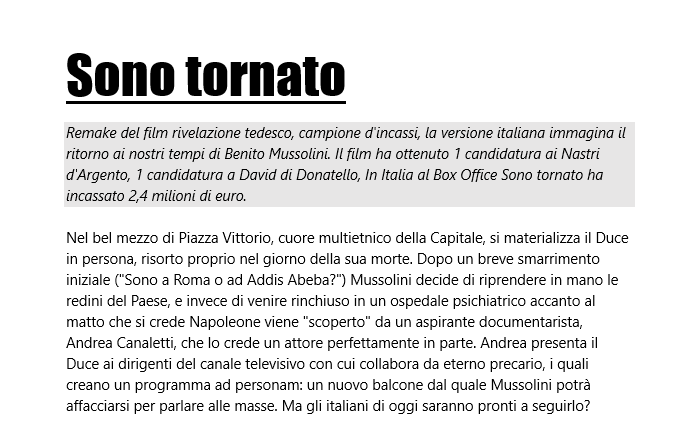 Sono tornato
Remake del film rivelazione tedesco, campione d'incassi, la versione italiana immagina il
ritorno ai nostri tempi di Benito Mussolini. Il film ha ottenuto 1 candidatura ai Nastri
d'Argento, 1 candidatura a David di Donatello, In Italia al Box Office Sono tornato ha
incassato 2,4 milioni di euro.
Nel bel mezzo di Piazza Vittorio, cuore multietnico della Capitale, si materializza il Duce
in persona, risorto proprio nel giorno della sua morte. Dopo un breve smarrimento
iniziale ("Sono a Roma o ad Addis Abeba?") Mussolini decide di riprendere in mano le
redini del Paese, e invece di venire rinchiuso in un ospedale psichiatrico accanto al
matto che si crede Napoleone viene "scoperto" da un aspirante documentarista,
Andrea Canaletti, che lo crede un attore perfettamente in parte. Andrea presenta il
Duce ai dirigenti del canale televisivo con cui collabora da eterno precario, i quali
creano un programma ad personam: un nuovo balcone dal quale Mussolini potrà
affacciarsi per parlare alle masse. Ma gli italiani di oggi saranno pronti a seguirlo?